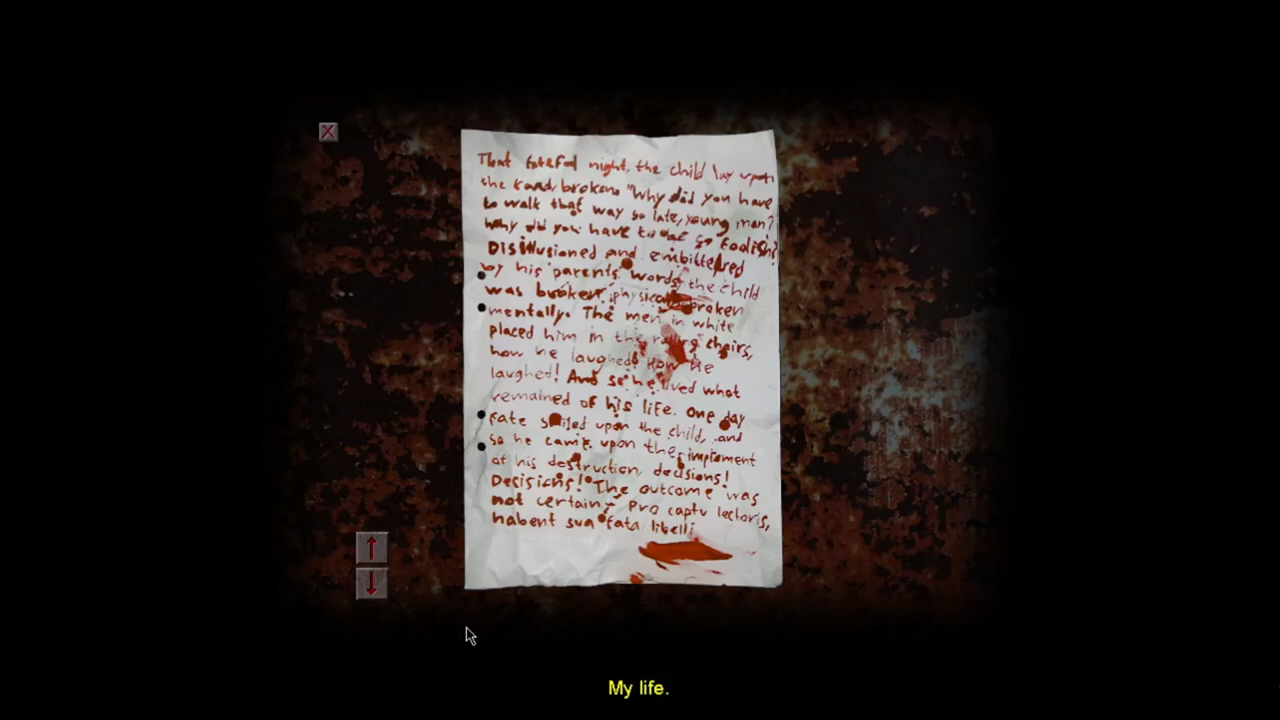 That fateful night, the child lay upon
the road, broken. "Why did you have
to walk that way so late, young man?
Why did you have to be so foolish?
Disillusioned and embittered
by his parents words, the child
was broken, physically broken
mentally. The men in white
placed him in the rolling chairs,
how he laughed! How he
laughed! And so he lived what
remained of his life. One day
fate smiled upon the child, and
so he came upon the implement
of his destruction, decisions!
Desisions! The outcome was
not certain - Pro captu lectoris,
habent sua fata libelli
My life.